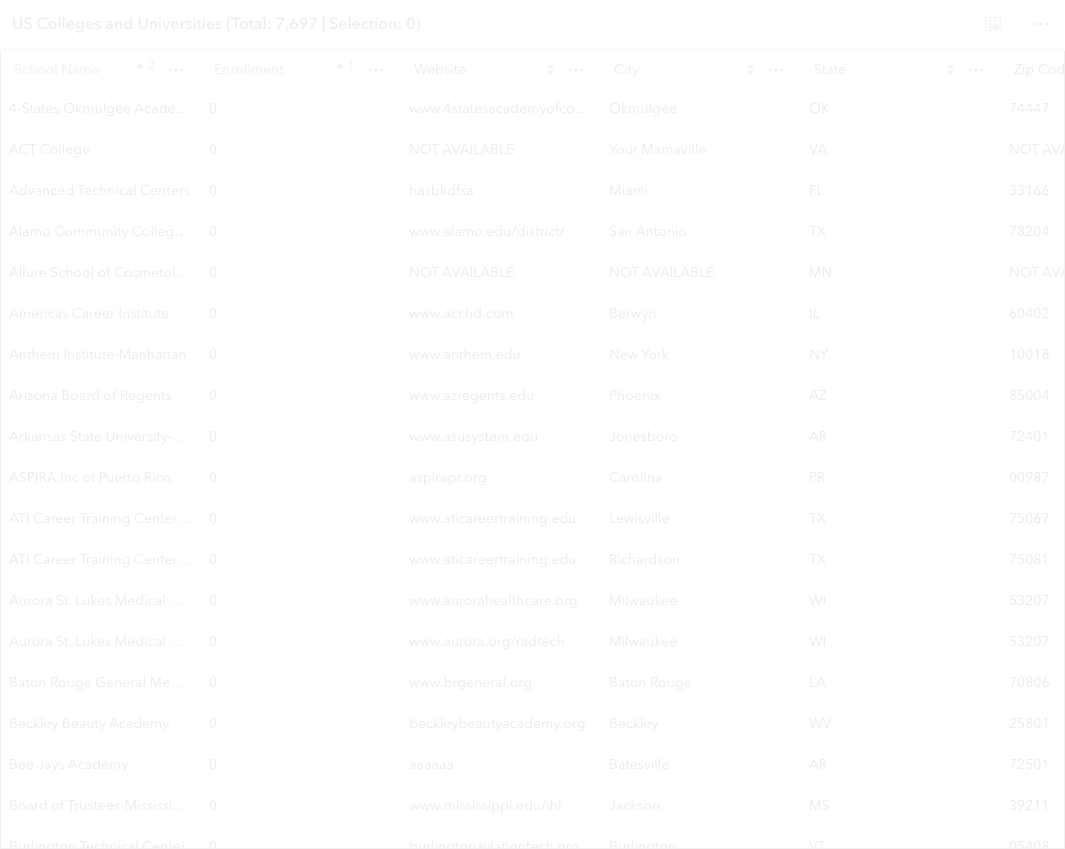 US Colleges and Universities (Total: 7,697 | Selection: 0)
School Name 2 Enrollment 1 Website City State Zip Cod
4-States Okmulgee Acade... 0 www.4statesacademyofco... Okmulgee OK 74447
ACT College 0 NOT AVAILABLE Your Mamaville VA NOT AVA
Advanced Technical Centers 0 hasbkdfsa Miami FL 33166
Alamo Community Colleg... 0 www.alamo.edu/district/ San Antonio TX 78204
Allure School of Cosmetol... 0 NOT AVAILABLE NOT AVAILABLE MN NOT AVA
Americas Career Institute 0 www.acchd.com Berwyn IL 60402
Anthem Institute-Manhattan 0 www.anthem.edu New York NY 10018
Arizona Board of Regents 0 www.azregents.edu Phoenix AZ 85004
Arkansas State University-... 0 www.asusystem.edu Jonesboro AR 72401
ASPIRA Inc of Puerto Rico 0 aspirapr.org Carolina PR 00987
ATI Career Training Center... 0 www.aticareertraining.edu Lewisville TX 75067
ATI Career Training Center... 0 www.aticareertraining.edu Richardson TX 75081
Aurora St. Lukes Medical ... 0 www.aurorahealthcare.org Milwaukee WI 53207
Aurora St. Lukes Medical ... 0 www.aurora.org/radtech Milwaukee WI 53207
Baton Rouge General Me... 0 www.brgeneral.org Baton Rouge LA 70806
Beckley Beauty Academy 0 beckleybeautyacademy.org Beckley WV 25801
Bee Jays Academy 0 aaaaaa Batesville AR 72501
Board of Trustees-Mississi... 0 www.mississippi.edu/ihl Jackson MS 39211
Burlington Technical Center 0 burlingtonaviationtech.org Burlington VT 05408